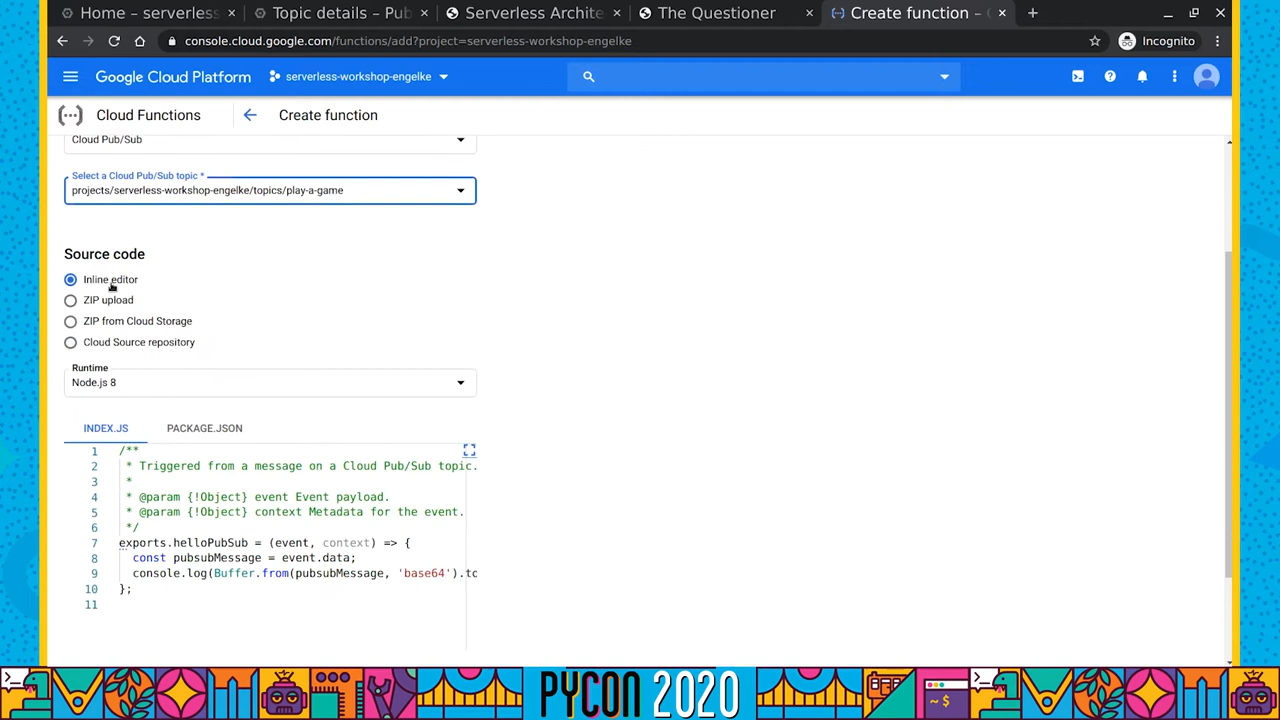 Home – serverless
Topic details – Pub
Serverless Archite
The Questioner
Create function –
console.cloud.google.com/functions/add?project=serverless-workshop-engelke
Incognito
Google Cloud Platform
serverless-workshop-engelke
Cloud Functions
Create function
Cloud Pub/Sub
Select a Cloud Pub/Sub topic *
projects/serverless-workshop-engelke/topics/play-a-game
Source code
Inline editor
ZIP upload
ZIP from Cloud Storage
Cloud Source repository
Runtime
Node.js 8
INDEX.JS
PACKAGE.JSON
1 /**
2 * Triggered from a message on a Cloud Pub/Sub topic.
3 *
4 * @param {!Object} event Event payload.
5 * @param {!Object} context Metadata for the event.
6 */
7 exports.helloPubSub = (event, context) => {
8 const pubsubMessage = event.data;
9 console.log(Buffer.from(pubsubMessage, 'base64').tc
10 };
11
>_
~$
PYCON 2020